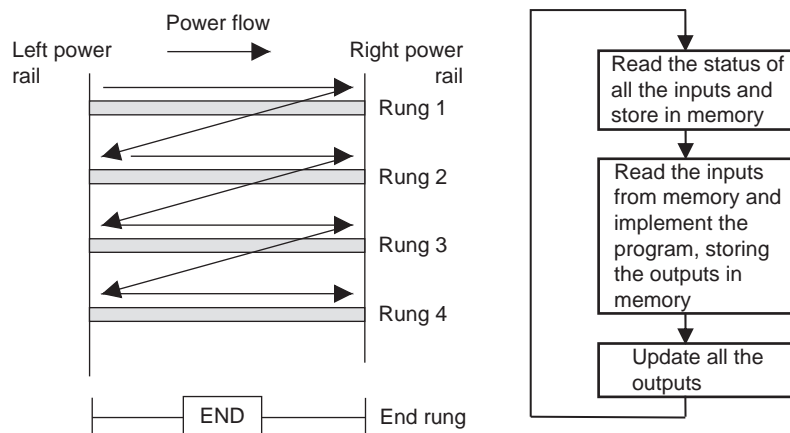 Power flow
Left power
rail
Right power
rail
Rung 1
Rung 2
Rung 3
Rung 4
END
End rung
Read the status of
all the inputs and
store in memory
Read the inputs
from memory and
implement the
program, storing
the outputs in
memory
Update all the
outputs